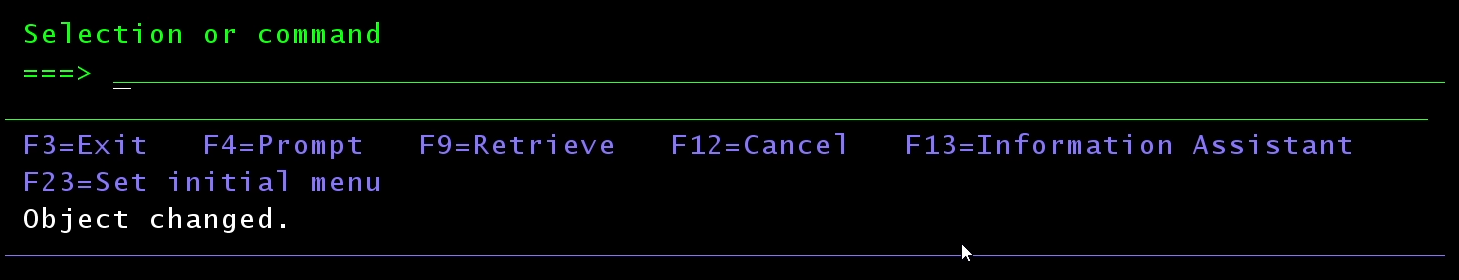 Selection or command
===> _
F3=Exit   F4=Prompt   F9=Retrieve   F12=Cancel   F13=Information Assistant
F23=Set initial menu
Object changed.